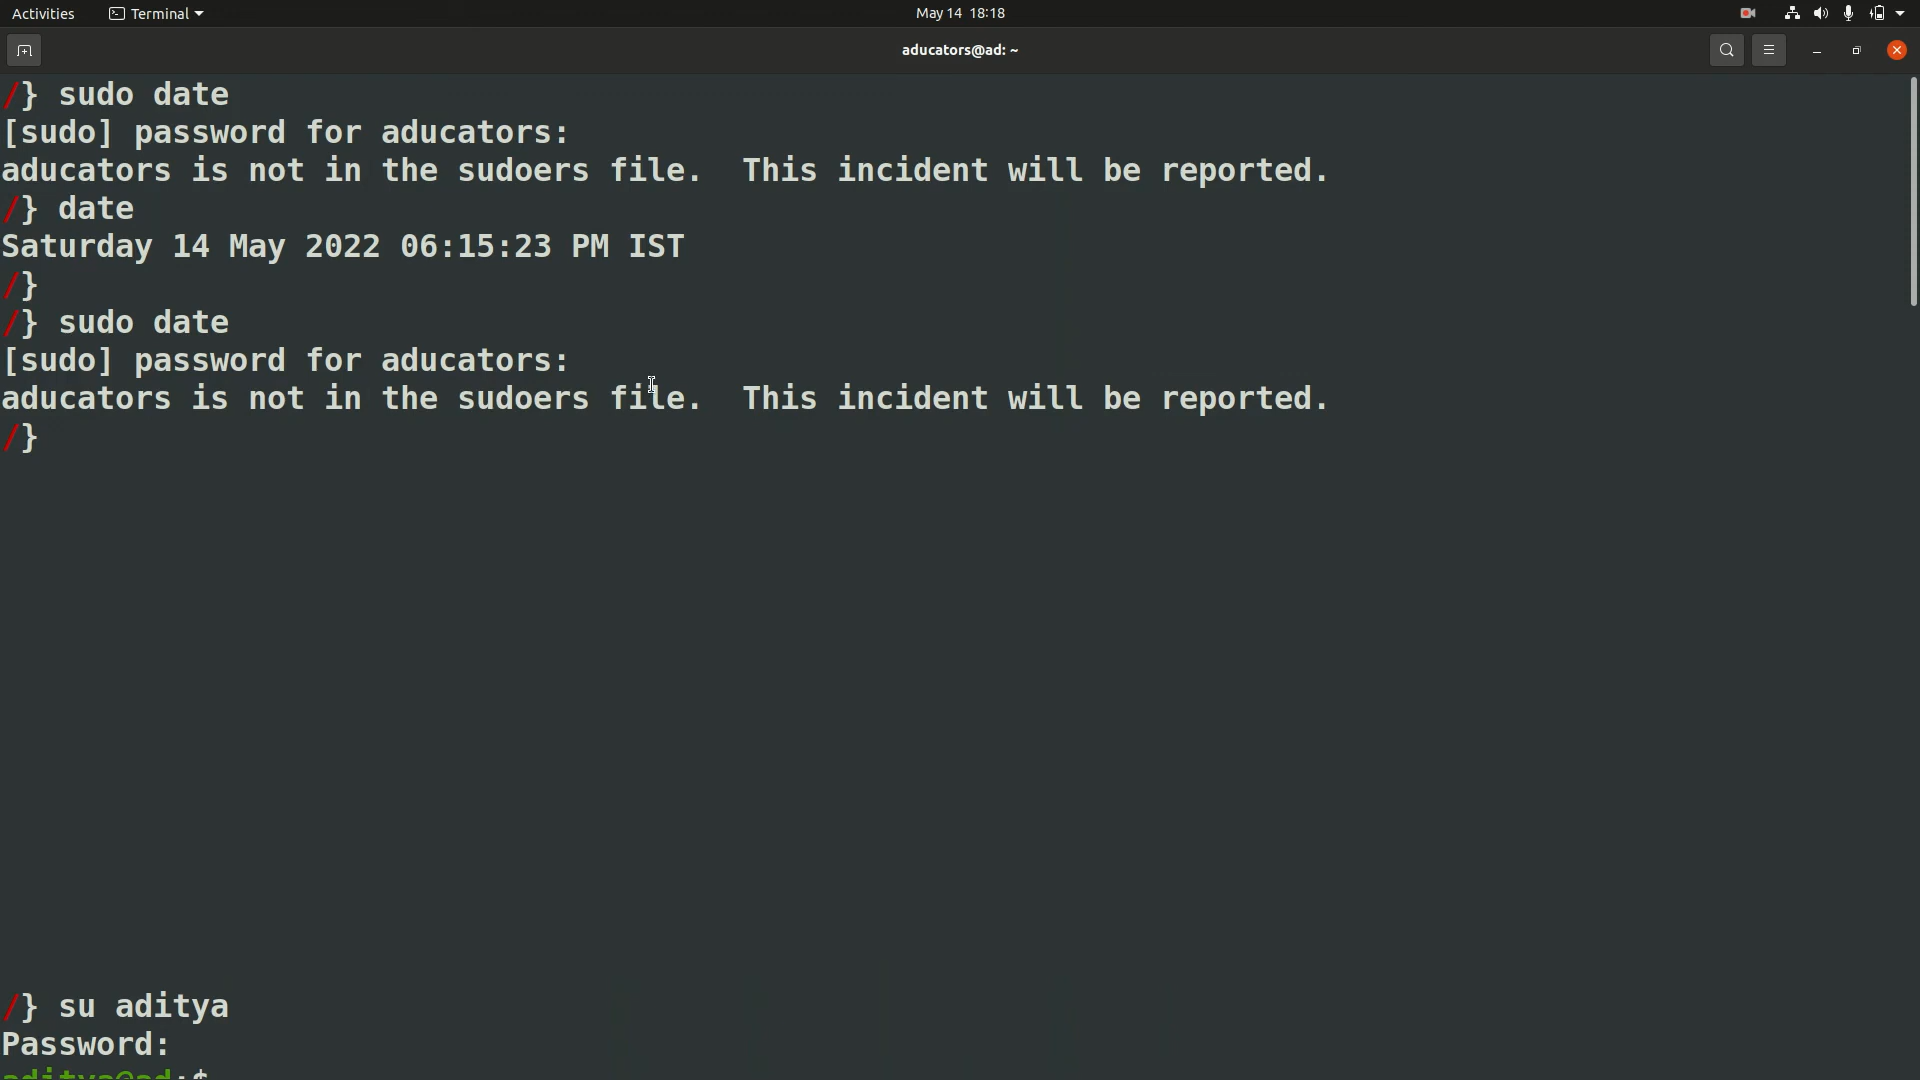 Activities Terminal May 14 18:18
aducators@ad: ~
/} sudo date
[sudo] password for aducators:
aducators is not in the sudoers file.  This incident will be reported.
/} date
Saturday 14 May 2022 06:15:23 PM IST
/}
/} sudo date
[sudo] password for aducators:
aducators is not in the sudoers file.  This incident will be reported.
/}
/} su aditya
Password:
aditya@ad:$